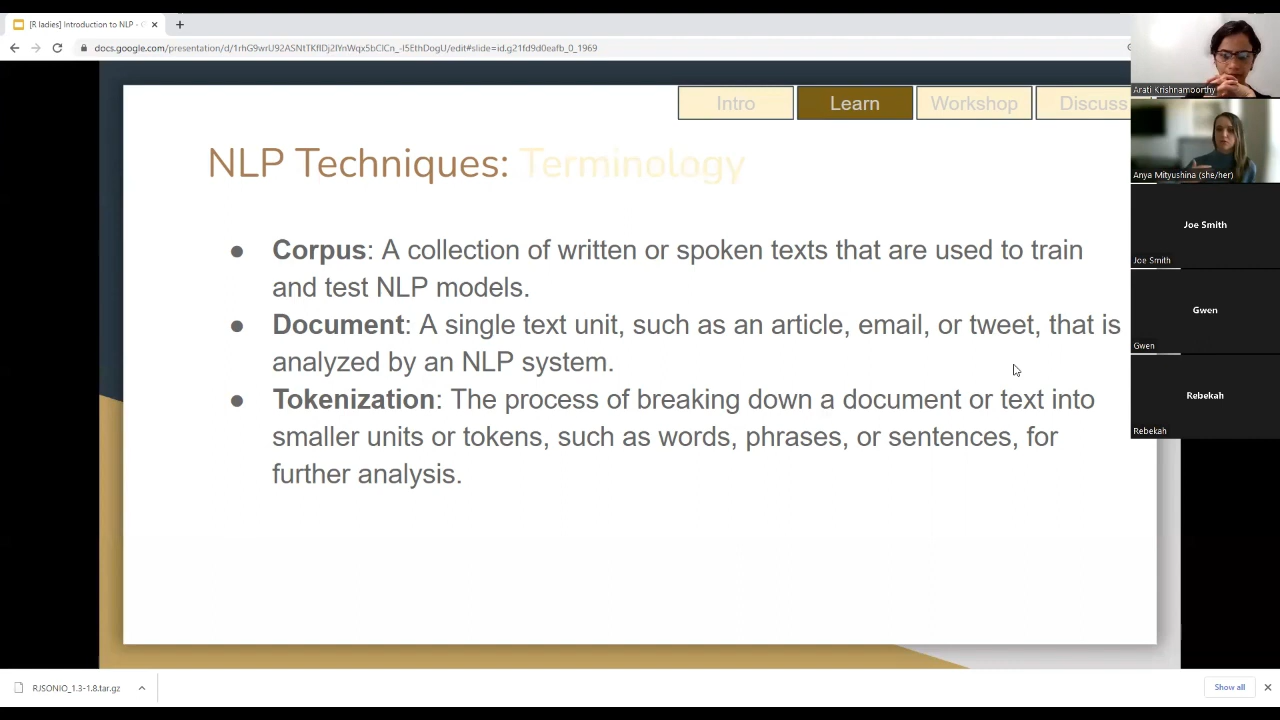 [R ladies] Introduction to NLP -
docs.google.com/presentation/d/1rhG9wrU92ASNtTKflDj2lYnWqx5bClCn_-I5EthDogU/edit#slide=id.g21fd9d0eafb_0_1969
Intro
Learn
Workshop
Discuss
NLP Techniques: Terminology
● Corpus: A collection of written or spoken texts that are used to train
and test NLP models.
● Document: A single text unit, such as an article, email, or tweet, that is
analyzed by an NLP system.
● Tokenization: The process of breaking down a document or text into
smaller units or tokens, such as words, phrases, or sentences, for
further analysis.
Arati Krishnamoorthy
Anya Mityushina (she/her)
Joe Smith
Joe Smith
Gwen
Gwen
Rebekah
Rebekah
RJSONIO_1.3-1.8.tar.gz
Show all